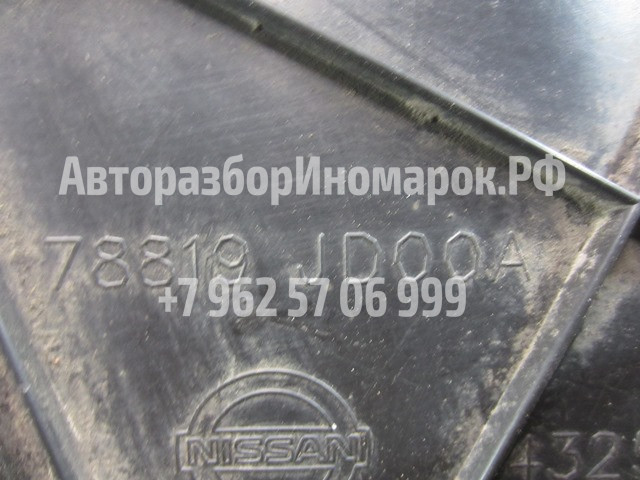 АвторазборИномарок.РФ
78819 JD00A
+7 962 57 06 999
NISSAN